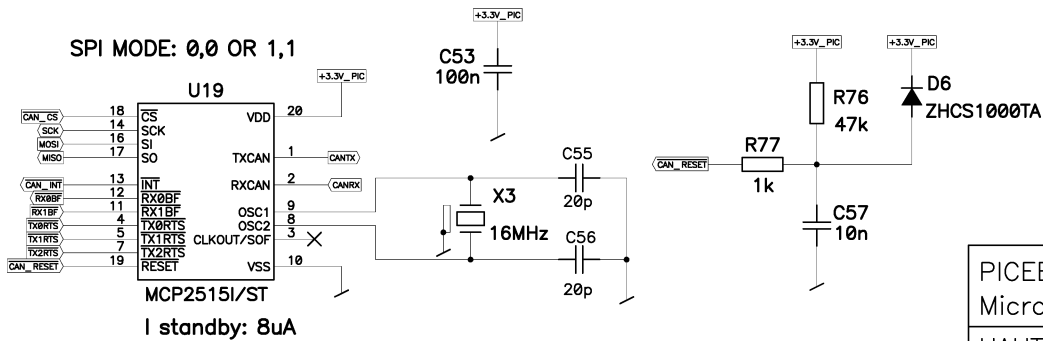 +3.3V_PIC
SPI MODE: 0,0 OR 1,1
C53
100n
+3.3V_PIC
U19
CAN_CS 18 CS
SCK 14 SCK
MOSI 16 SI
MISO 17 SO
CAN_INT 13 INT
RX0BF 12 RX0BF
RX1BF 11 RX1BF
TX0RTS 4 TX0RTS
TX1RTS 5 TX1RTS
TX2RTS 7 TX2RTS
CAN_RESET 19 RESET
VDD 20
TXCAN 1 CANTX
RXCAN 2 CANRX
OSC1 9
OSC2 8
CLKOUT/SOF 3
VSS 10
MCP2515I/ST
I standby: 8uA
X3
16MHz
C55
20p
C56
20p
+3.3V_PIC
+3.3V_PIC
R76
47k
D6
ZHCS1000TA
CAN_RESET
R77
1k
C57
10n